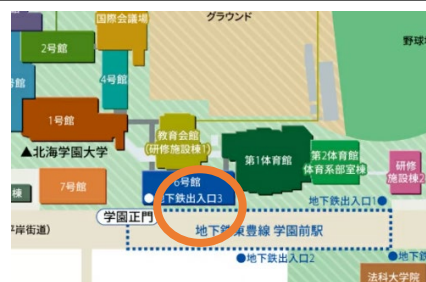 国際会議場
グラウンド
野球
2号館
号館
4号館
1号館
教育会館
(研修施設棟1)
▲北海学園大学
第1体育館
第2体育館
体育系部室棟
研修
施設棟2
棟
7号館
6号館
下鉄出入口3
地下鉄出入口1
学園正門
岸街道)
地下鉄東豊線 学園前駅
地下鉄出入口2
地下鉄
法科大学院